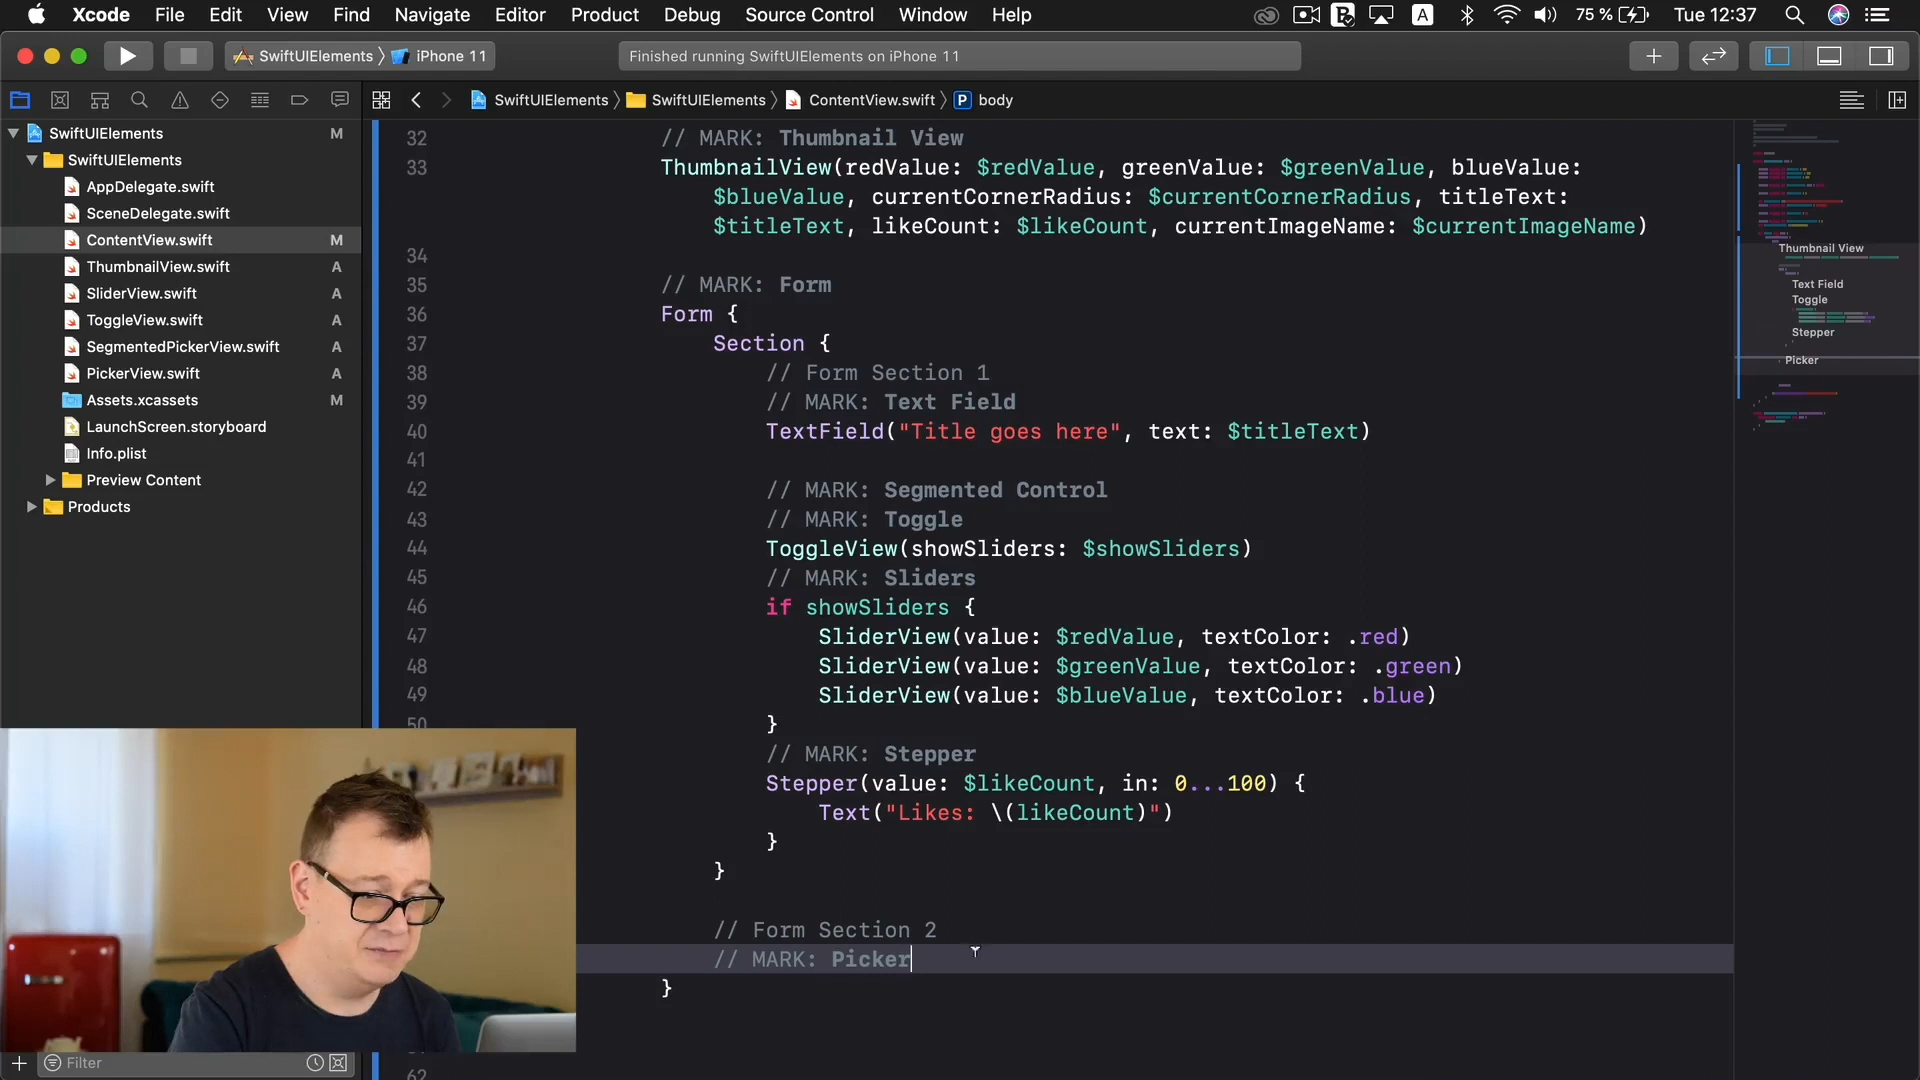 Xcode File Edit View Find Navigate Editor Product Debug Source Control Window Help A 75 % Tue 12:37
SwiftUIElements iPhone 11 Finished running SwiftUIElements on iPhone 11
SwiftUIElements SwiftUIElements ContentView.swift P body
SwiftUIElements M
SwiftUIElements
AppDelegate.swift
SceneDelegate.swift
ContentView.swift M
ThumbnailView.swift A
SliderView.swift A
ToggleView.swift A
SegmentedPickerView.swift A
PickerView.swift A
Assets.xcassets M
LaunchScreen.storyboard
Info.plist
Preview Content
Products
Filter
32 // MARK: Thumbnail View
33 ThumbnailView(redValue: $redValue, greenValue: $greenValue, blueValue:
$blueValue, currentCornerRadius: $currentCornerRadius, titleText:
$titleText, likeCount: $likeCount, currentImageName: $currentImageName)
34
35 // MARK: Form
36 Form {
37 Section {
38 // Form Section 1
39 // MARK: Text Field
40 TextField("Title goes here", text: $titleText)
41
42 // MARK: Segmented Control
43 // MARK: Toggle
44 ToggleView(showSliders: $showSliders)
45 // MARK: Sliders
46 if showSliders {
47 SliderView(value: $redValue, textColor: .red)
48 SliderView(value: $greenValue, textColor: .green)
49 SliderView(value: $blueValue, textColor: .blue)
50 }
// MARK: Stepper
Stepper(value: $likeCount, in: 0...100) {
Text("Likes: \(likeCount)")
}
}
// Form Section 2
// MARK: Picker
}
62
Thumbnail View
Text Field
Toggle
Stepper
Picker